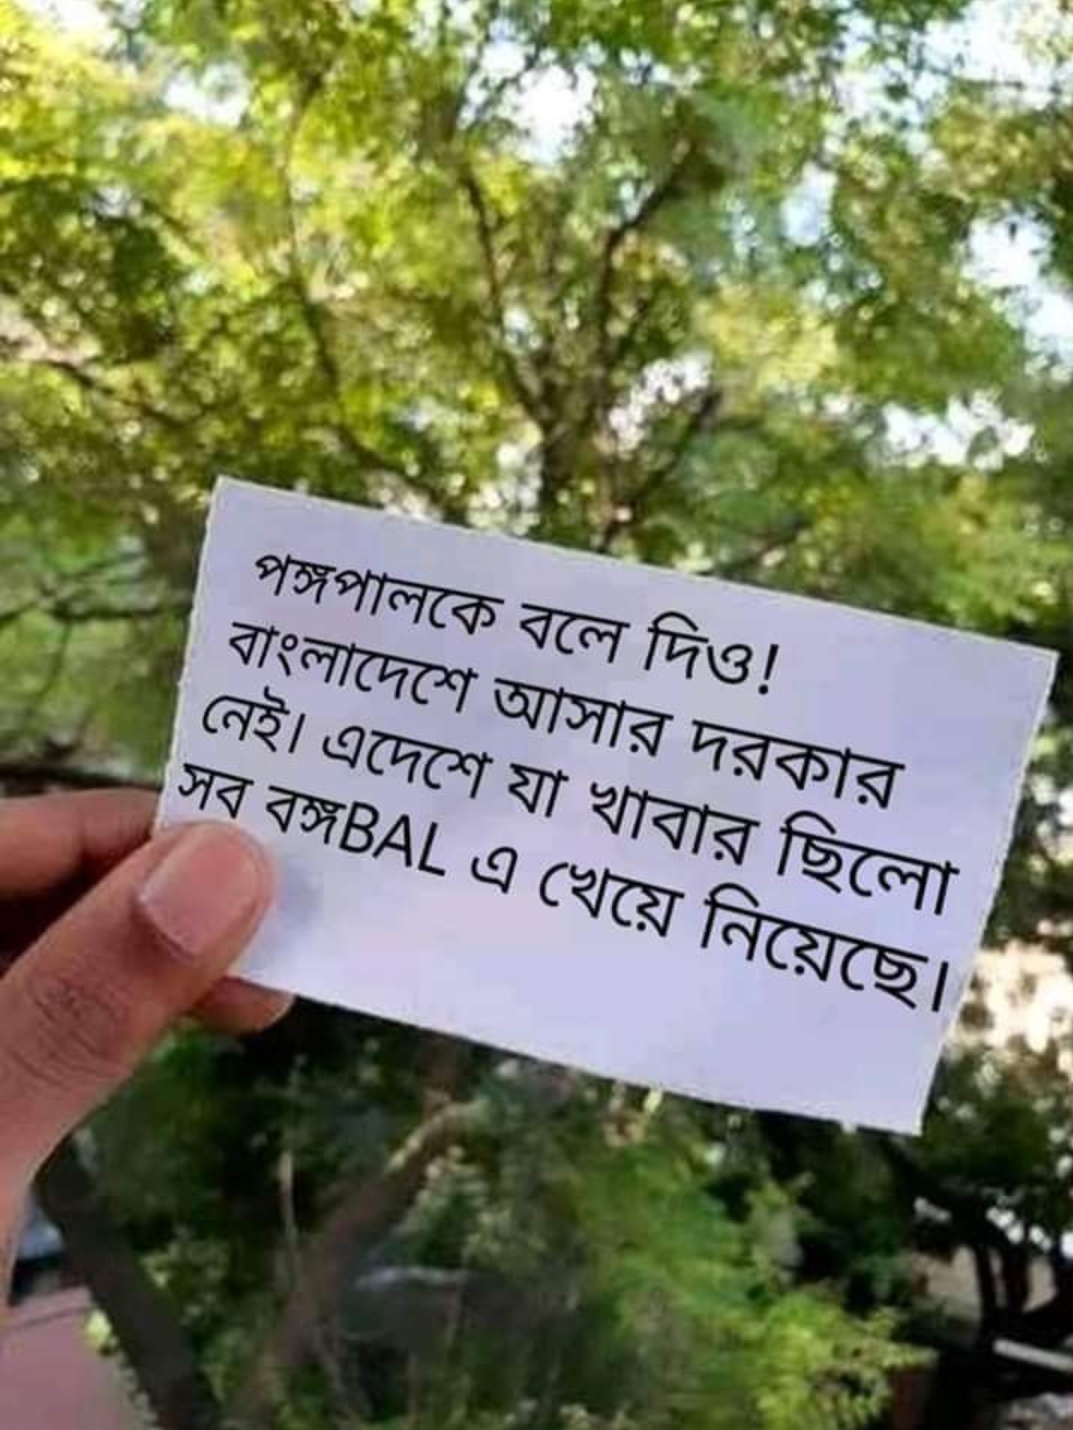 পঙ্গপালকে বলে দিও!
বাংলাদেশে আসার দরকার
নেই। এদেশে যা খাবার ছিলো
সব বঙ্গBAL এ খেয়ে নিয়েছে।